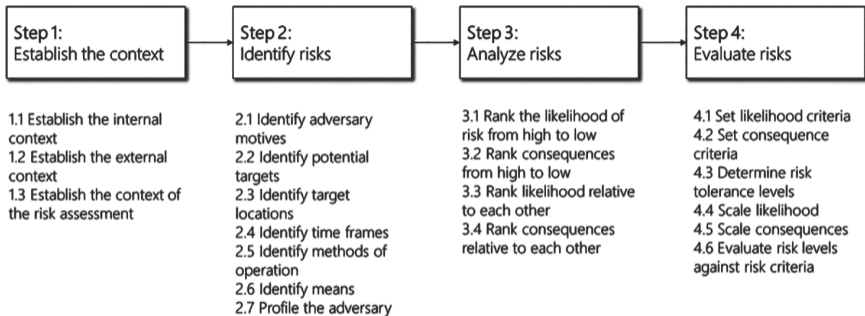 Step 1:
Establish the context
Step 2:
Identify risks
Step 3:
Analyze risks
Step 4:
Evaluate risks
1.1 Establish the internal
context
1.2 Establish the external
context
1.3 Establish the context of
the risk assessment
2.1 Identify adversary
motives
2.2 Identify potential
targets
2.3 Identify target
locations
2.4 Identify time frames
2.5 Identify methods of
operation
2.6 Identify means
2.7 Profile the adversary
3.1 Rank the likelihood of
risk from high to low
3.2 Rank consequences
from high to low
3.3 Rank likelihood relative
to each other
3.4 Rank consequences
relative to each other
4.1 Set likelihood criteria
4.2 Set consequence
criteria
4.3 Determine risk
tolerance levels
4.4 Scale likelihood
4.5 Scale consequences
4.6 Evaluate risk levels
against risk criteria